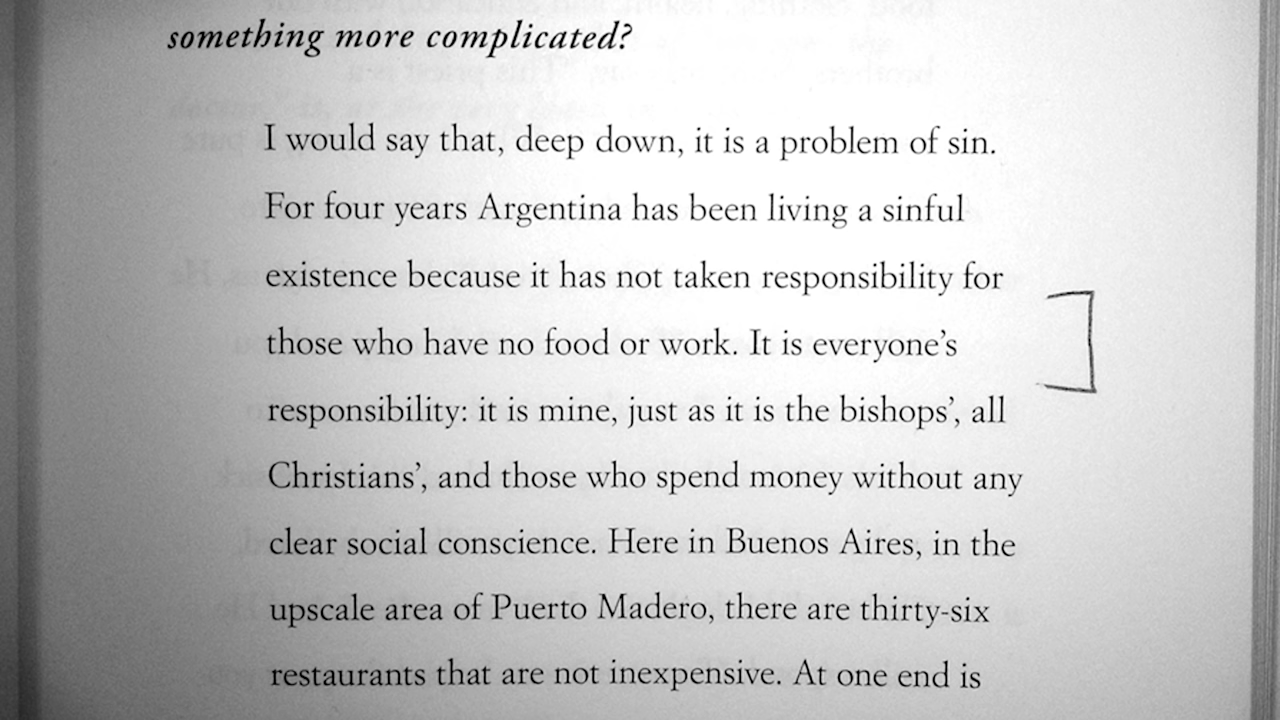 something more complicated?
I would say that, deep down, it is a problem of sin.
For four years Argentina has been living a sinful
existence because it has not taken responsibility for
those who have no food or work. It is everyone’s
responsibility: it is mine, just as it is the bishops’, all
Christians’, and those who spend money without any
clear social conscience. Here in Buenos Aires, in the
upscale area of Puerto Madero, there are thirty-six
restaurants that are not inexpensive. At one end is